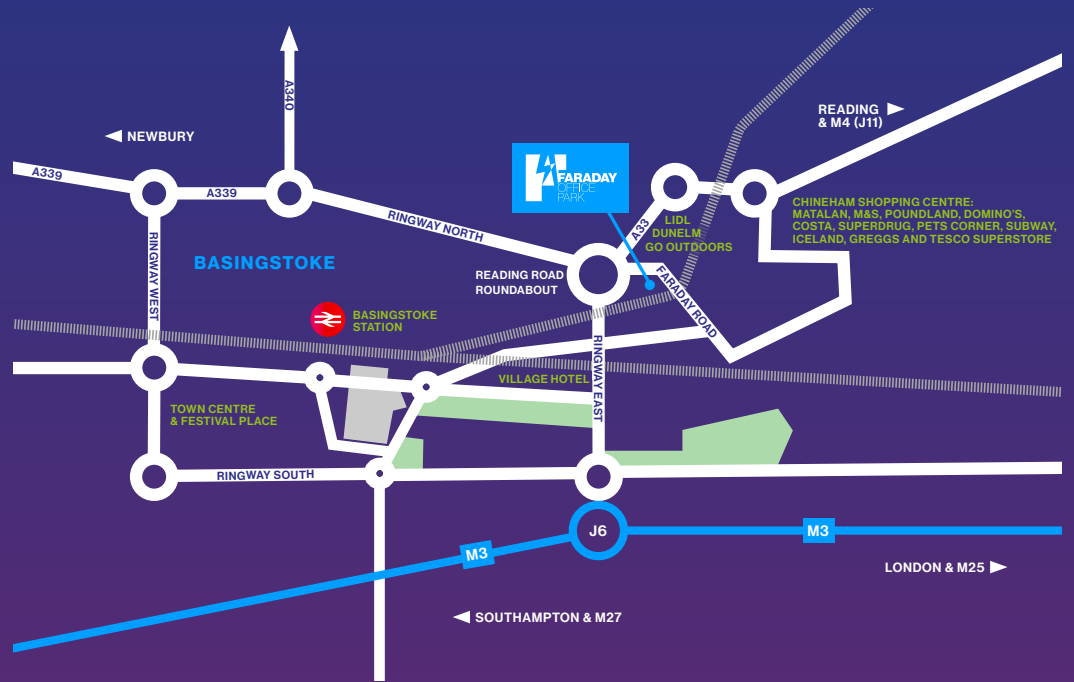 A340
READING
& M4 (J11)
NEWBURY
A339
A339
FARADAY
OFFICE
PARK
RINGWAY NORTH
A33
LIDL
DUNELM
GO OUTDOORS
CHINEHAM SHOPPING CENTRE:
MATALAN, M&S, POUNDLAND, DOMINO'S,
COSTA, SUPERDRUG, PETS CORNER, SUBWAY,
ICELAND, GREGGS AND TESCO SUPERSTORE
RINGWAY WEST
BASINGSTOKE
READING ROAD
ROUNDABOUT
FARADAY ROAD
BASINGSTOKE
STATION
RINGWAY EAST
VILLAGE HOTEL
TOWN CENTRE
& FESTIVAL PLACE
RINGWAY SOUTH
J6
M3
M3
LONDON & M25
SOUTHAMPTON & M27